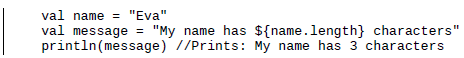 val name = "Eva"
val message = "My name has ${name.length} characters"
println(message) //Prints: My name has 3 characters